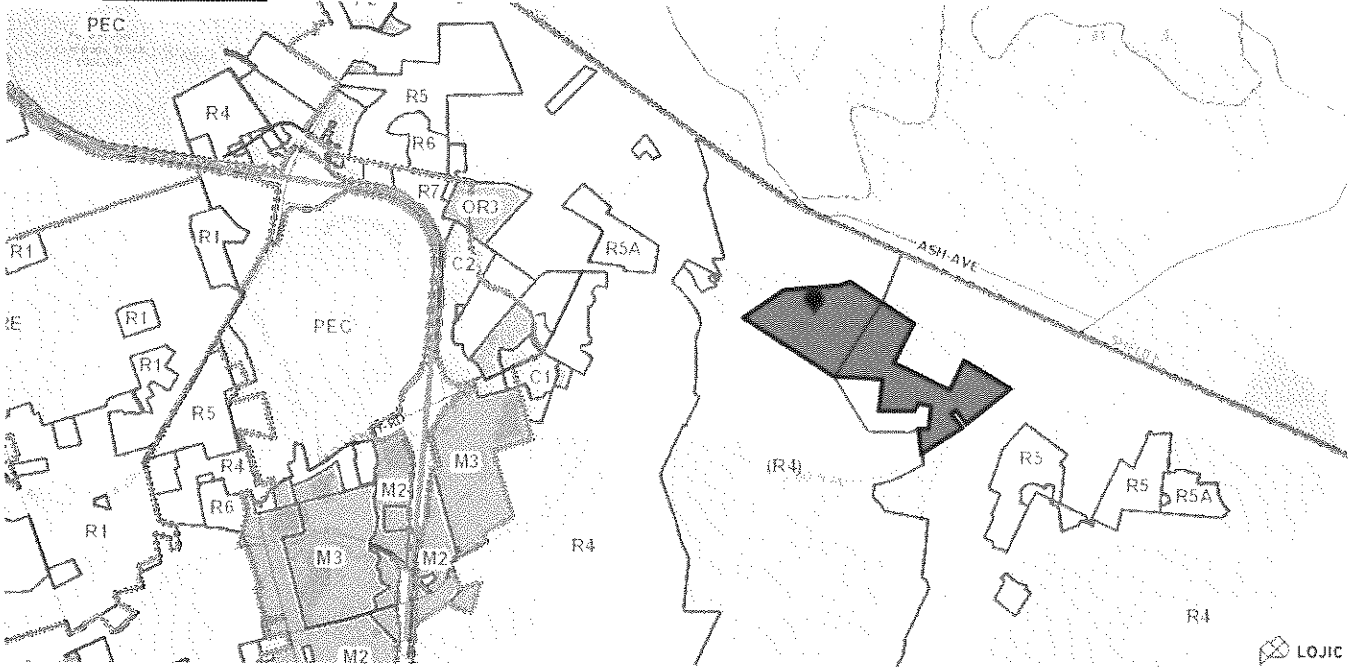 PEC
R5
R4
R6
R7
OR3
R1
R1
R5A
C2
ASH AVE
PEC
R1
R1
C1
R5
M3
(R4)
R5
R5
R5A
R4
M2
R6
R1
R4
M3
M2
R4
M2
LOJIC